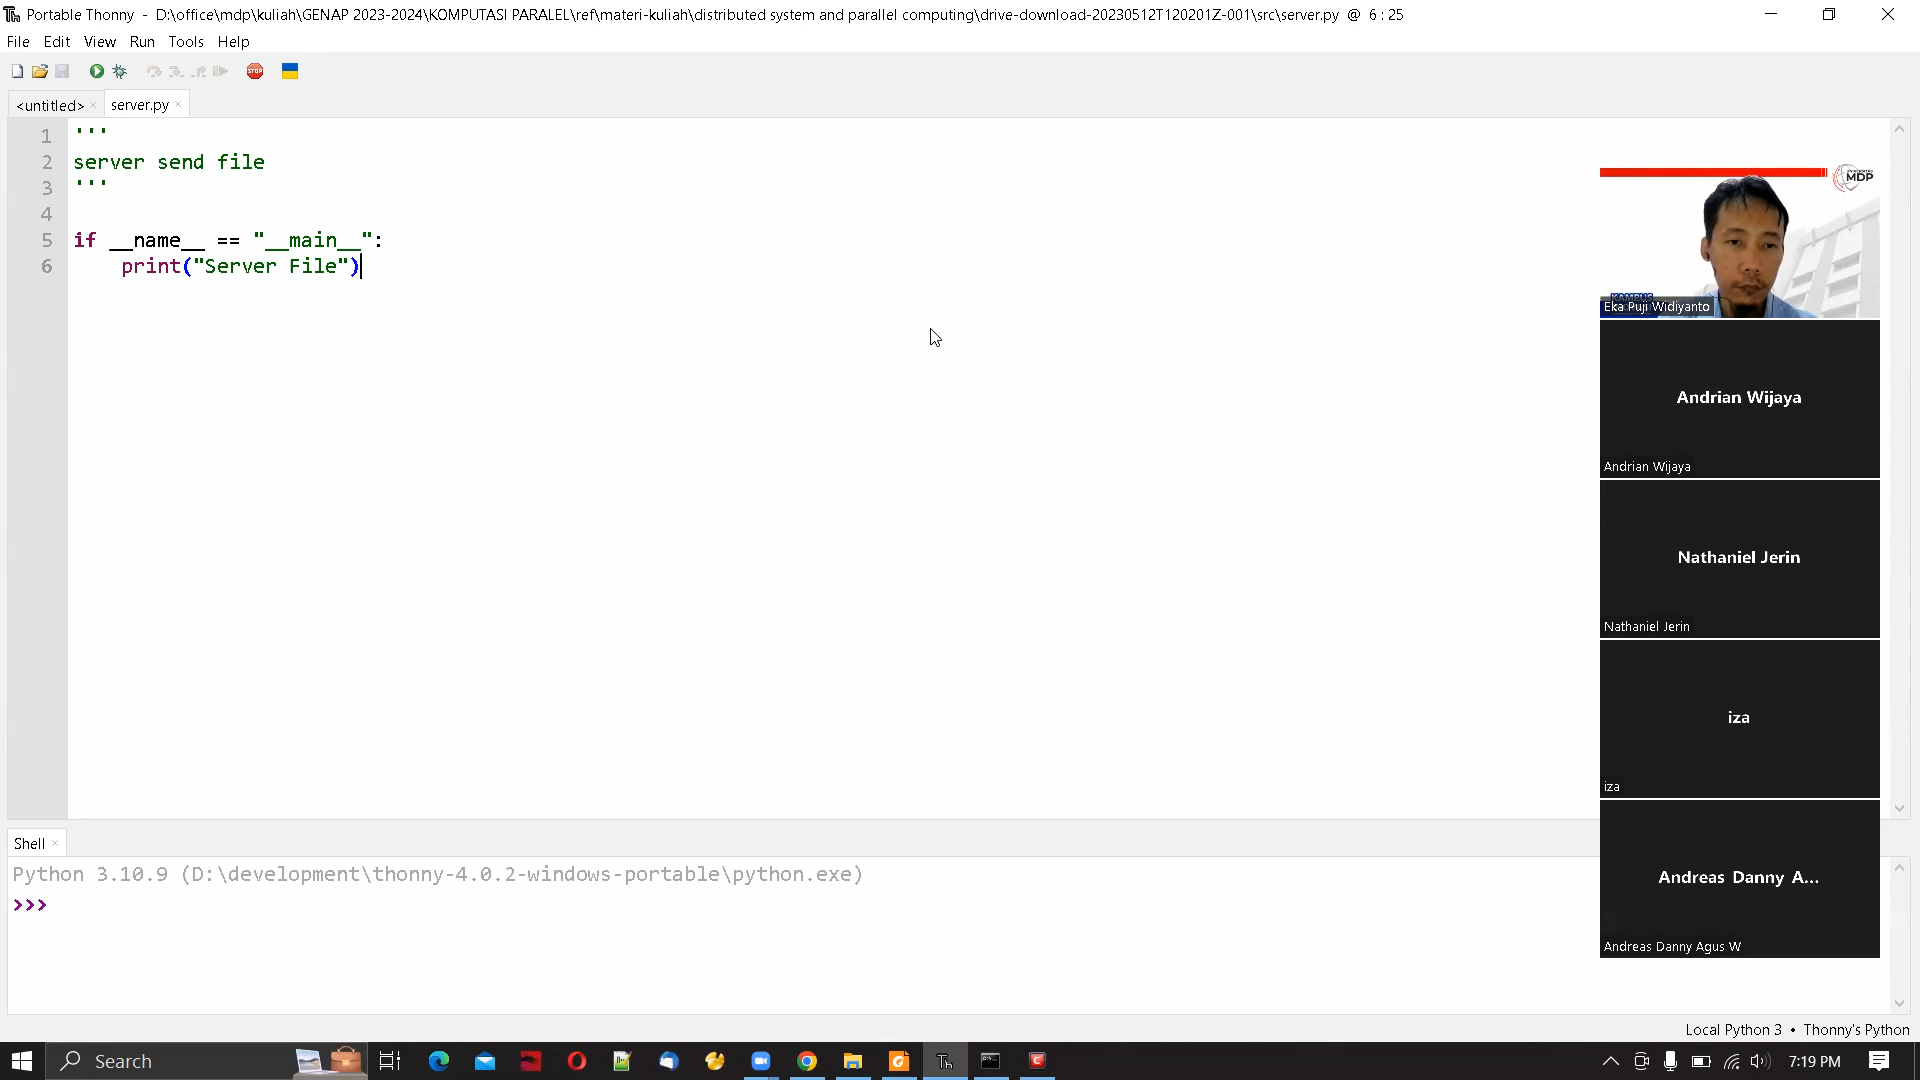 Portable Thonny - D:\office\mdp\kuliah\GENAP 2023-2024\KOMPUTASI PARALEL\ref\materi-kuliah\distributed system and parallel computing\drive-download-20230512T120201Z-001\src\server.py @ 6 : 25
File Edit View Run Tools Help
STOP
<untitled> × server.py ×
1 '''
2 server send file
3 '''
4
5 if __name__ == "__main__":
6     print("Server File")
MDP
KAMPUS
Eka Puji Widiyanto
Andrian Wijaya
Andrian Wijaya
Nathaniel Jerin
Nathaniel Jerin
iza
iza
Andreas Danny A...
Andreas Danny Agus W
Shell ×
Python 3.10.9 (D:\development\thonny-4.0.2-windows-portable\python.exe)
>>>
Local Python 3 • Thonny's Python
Search
Th
7:19 PM